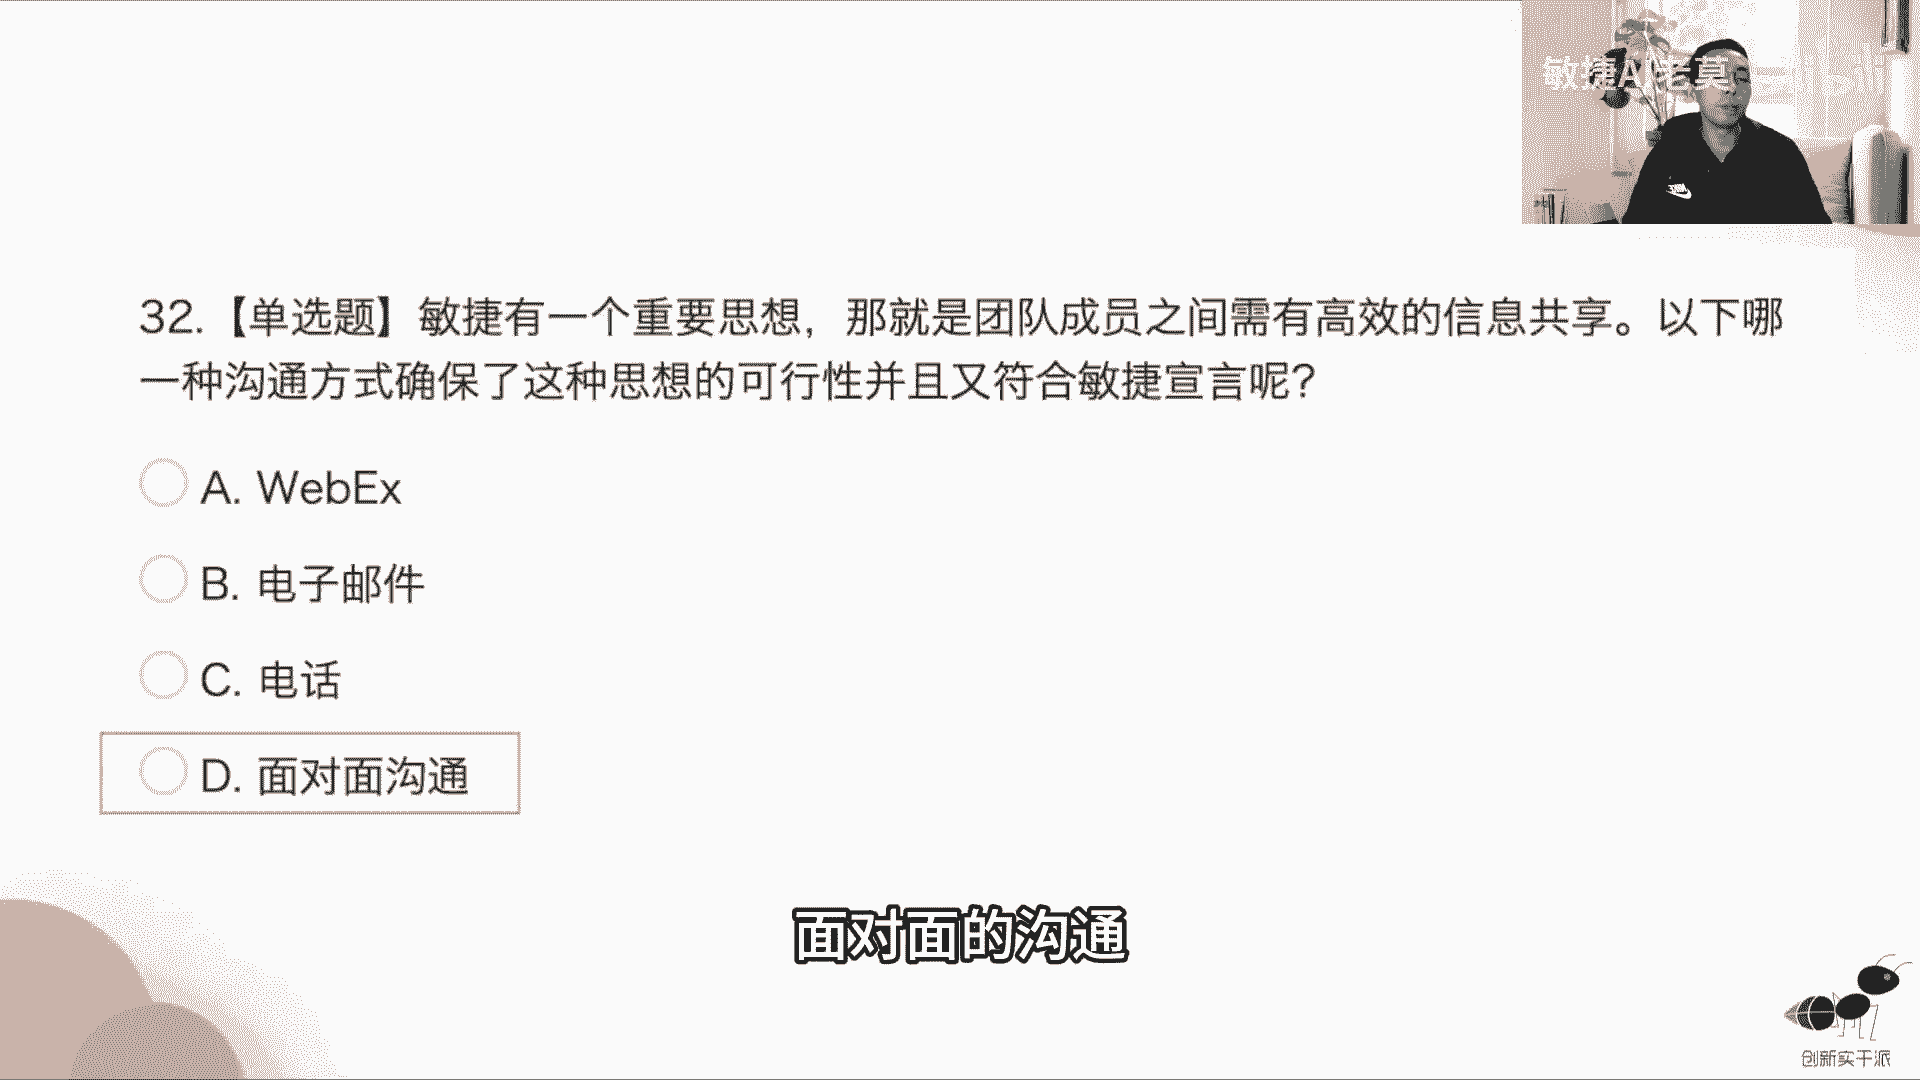 敏捷AI老莫
32.【单选题】敏捷有一个重要思想，那就是团队成员之间需有高效的信息共享。以下哪
一种沟通方式确保了这种思想的可行性并且又符合敏捷宣言呢？
A. WebEx
B. 电子邮件
C. 电话
D. 面对面沟通
面对面的沟通
创新实干派